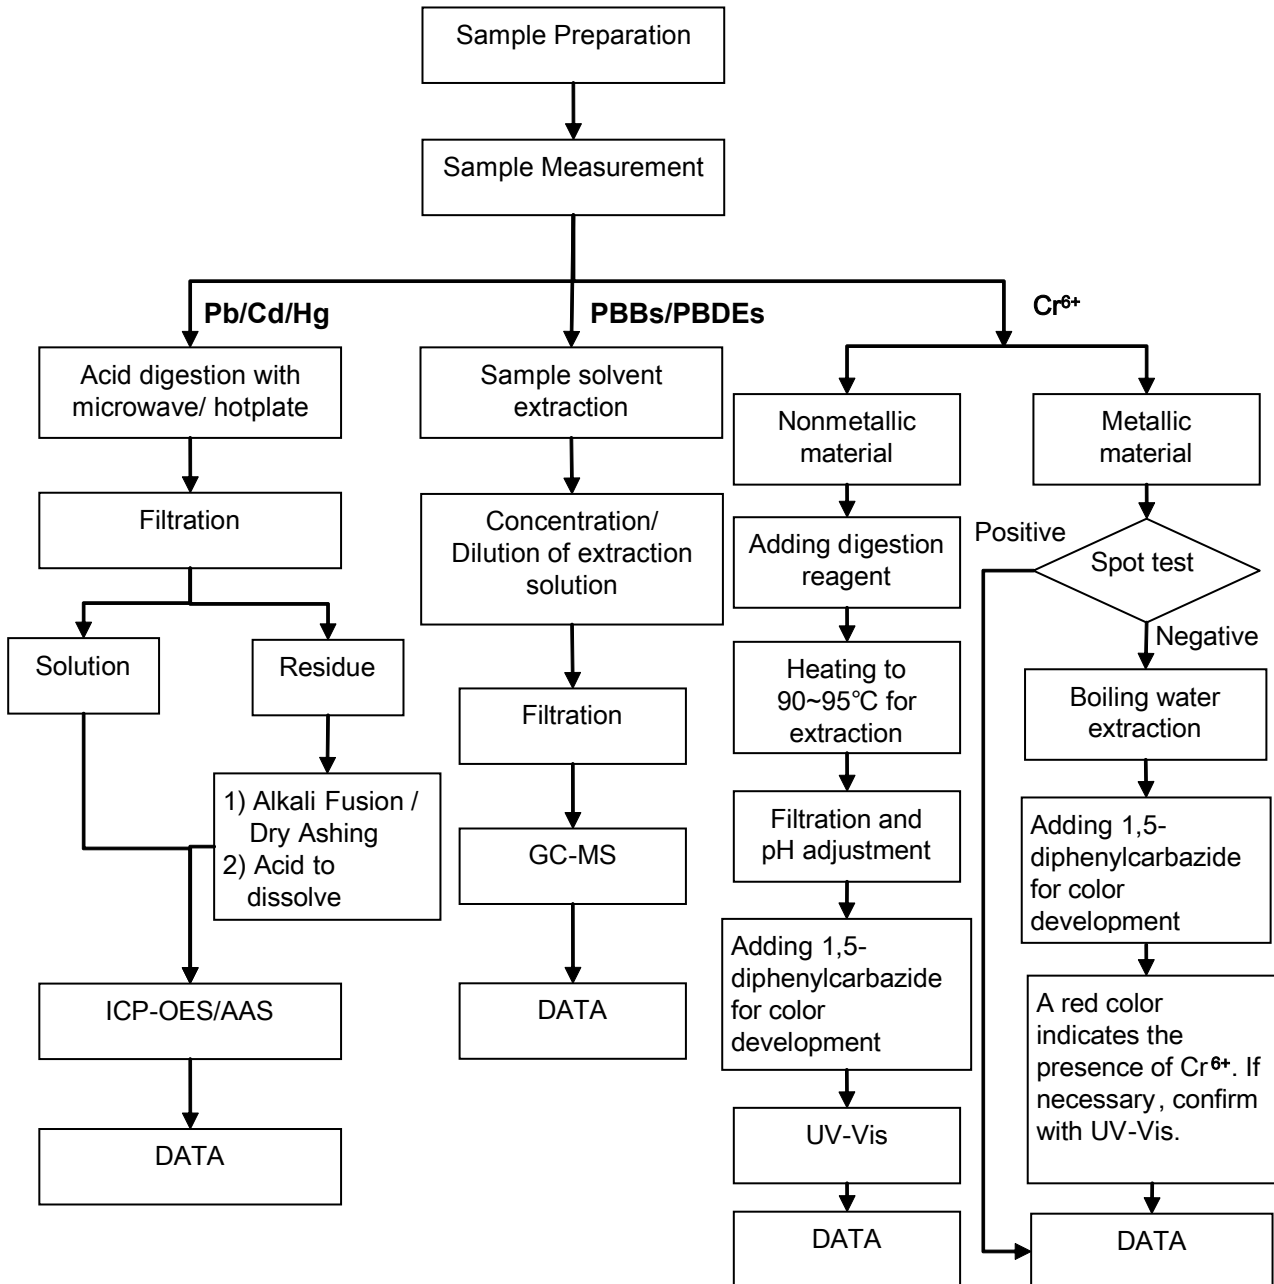 Sample Preparation
Sample Measurement
Pb/Cd/Hg
PBBs/PBDEs
Cr⁶⁺
Acid digestion with
microwave/ hotplate
Filtration
Solution
Residue
1) Alkali Fusion /
Dry Ashing
2) Acid to
dissolve
ICP-OES/AAS
DATA
Sample solvent
extraction
Concentration/
Dilution of extraction
solution
Filtration
GC-MS
DATA
Nonmetallic
material
Adding digestion
reagent
Heating to
90~95℃ for
extraction
Filtration and
pH adjustment
Adding 1,5-
diphenylcarbazide
for color
development
UV-Vis
DATA
Metallic
material
Positive
Spot test
Negative
Boiling water
extraction
Adding 1,5-
diphenylcarbazide
for color
development
A red color
indicates the
presence of Cr⁶⁺. If
necessary, confirm
with UV-Vis.
DATA